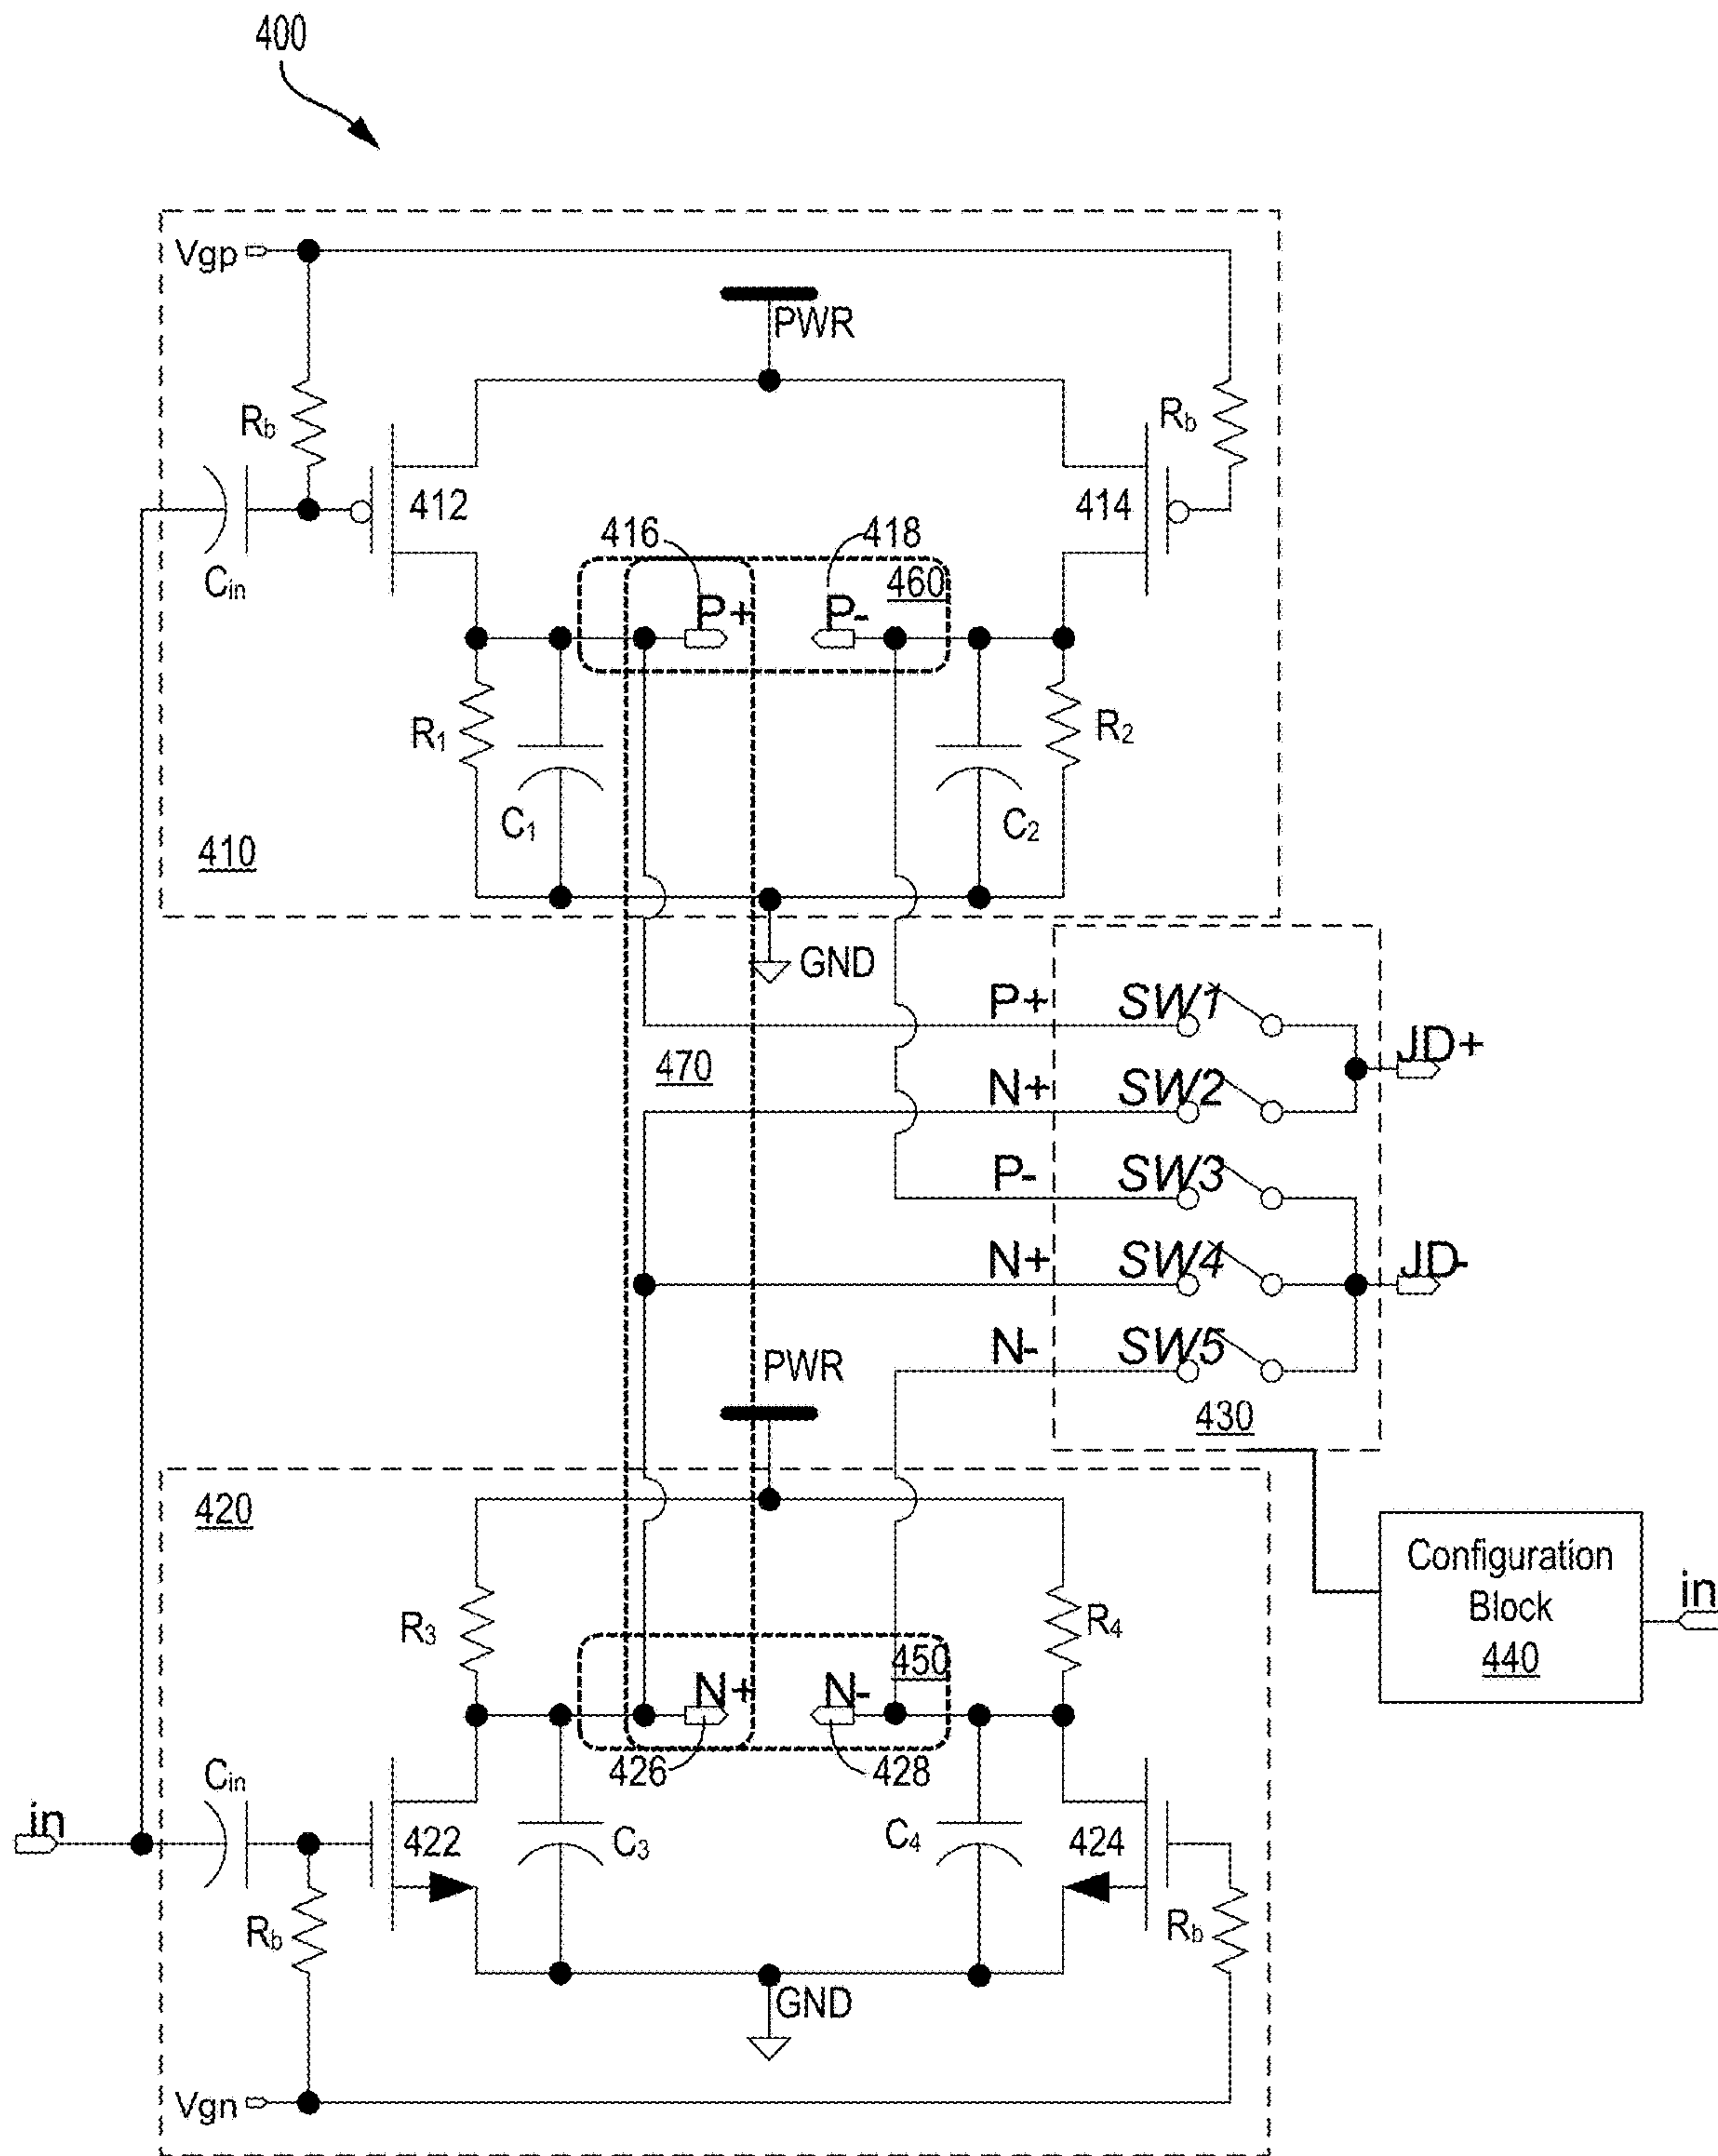 400
Vgp
PWR
Rb
Rb
412
414
416
418
460
Cin
P+
P-
R1
R2
C1
C2
410
GND
P+
SW1
JD+
470
N+
SW2
P-
SW3
N+
SW4
JD-
N-
SW5
PWR
430
420
Configuration
Block
440
in
R3
R4
450
N+
N-
426
428
Cin
in
422
C3
C4
424
Rb
Rb
GND
Vgn